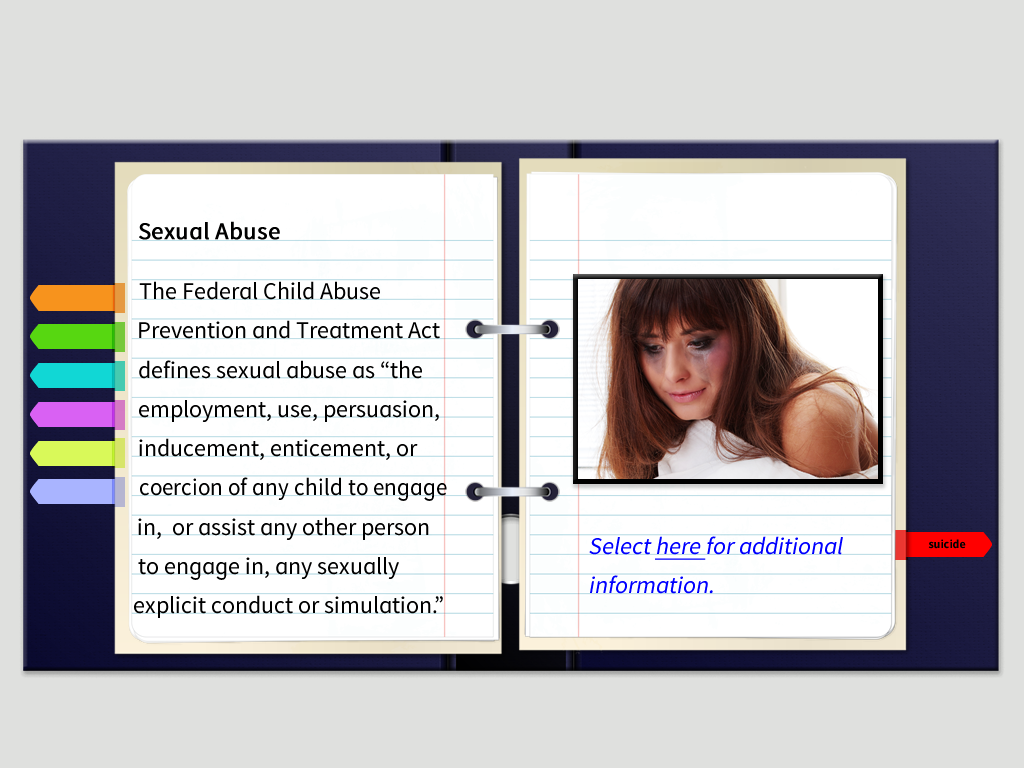 Sexual Abuse
The Federal Child Abuse
Prevention and Treatment Act
defines sexual abuse as “the
employment, use, persuasion,
inducement, enticement, or
coercion of any child to engage
in,  or assist any other person
to engage in, any sexually
explicit conduct or simulation.”
Select here for additional
information.
suicide